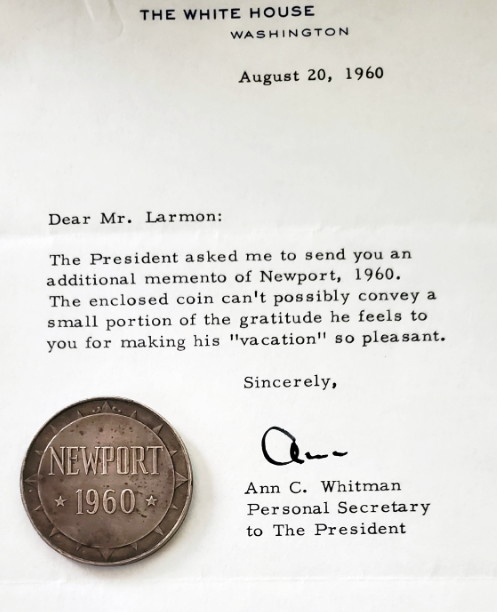 THE WHITE HOUSE
WASHINGTON
August 20, 1960
Dear Mr. Larmon:
The President asked me to send you an
additional memento of Newport, 1960.
The enclosed coin can't possibly convey a
small portion of the gratitude he feels to
you for making his "vacation" so pleasant.
Sincerely,
Ann
Ann C. Whitman
Personal Secretary
to The President
NEWPORT
1960